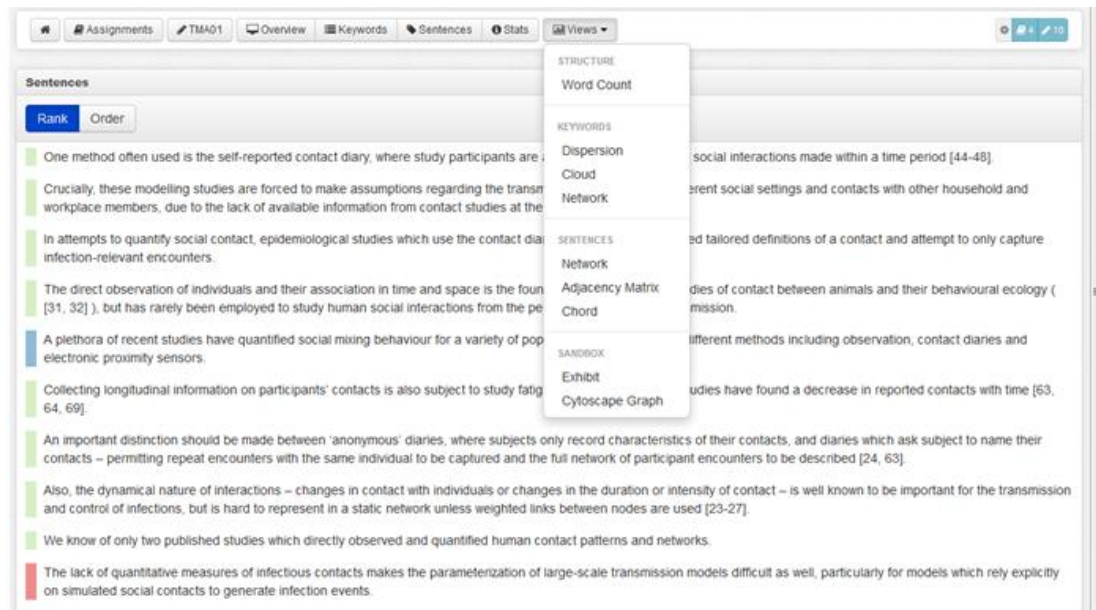 Assignments TMA01 Overview Keywords Sentences Stats Views 4 10
STRUCTURE
Word Count
KEYWORDS
Dispersion
Cloud
Network
SENTENCES
Network
Adjacency Matrix
Chord
SANDBOX
Exhibit
Cytoscape Graph
Sentences
Rank Order
One method often used is the self-reported contact diary, where study participants are social interactions made within a time period [44-48].
Crucially, these modelling studies are forced to make assumptions regarding the social settings and contacts with other household and
workplace members, due to the lack of available information from contact studies at the
In attempts to quantify social contact, epidemiological studies which use the contact tailored definitions of a contact and attempt to only capture
infection-relevant encounters.
The direct observation of individuals and their association in time and space is the of contact between animals and their behavioural ecology (
[31, 32] ), but has rarely been employed to study human social interactions from the
A plethora of recent studies have quantified social mixing behaviour for a variety of different methods including observation, contact diaries and
electronic proximity sensors.
Collecting longitudinal information on participants' contacts is also subject to study have found a decrease in reported contacts with time [63,
64, 69].
An important distinction should be made between 'anonymous' diaries, where subjects only record characteristics of their contacts, and diaries which ask subject to name their
contacts – permitting repeat encounters with the same individual to be captured and the full network of participant encounters to be described [24, 63].
Also, the dynamical nature of interactions – changes in contact with individuals or changes in the duration or intensity of contact – is well known to be important for the transmission
and control of infections, but is hard to represent in a static network unless weighted links between nodes are used [23-27].
We know of only two published studies which directly observed and quantified human contact patterns and networks.
The lack of quantitative measures of infectious contacts makes the parameterization of large-scale transmission models difficult as well, particularly for models which rely explicitly
on simulated social contacts to generate infection events.